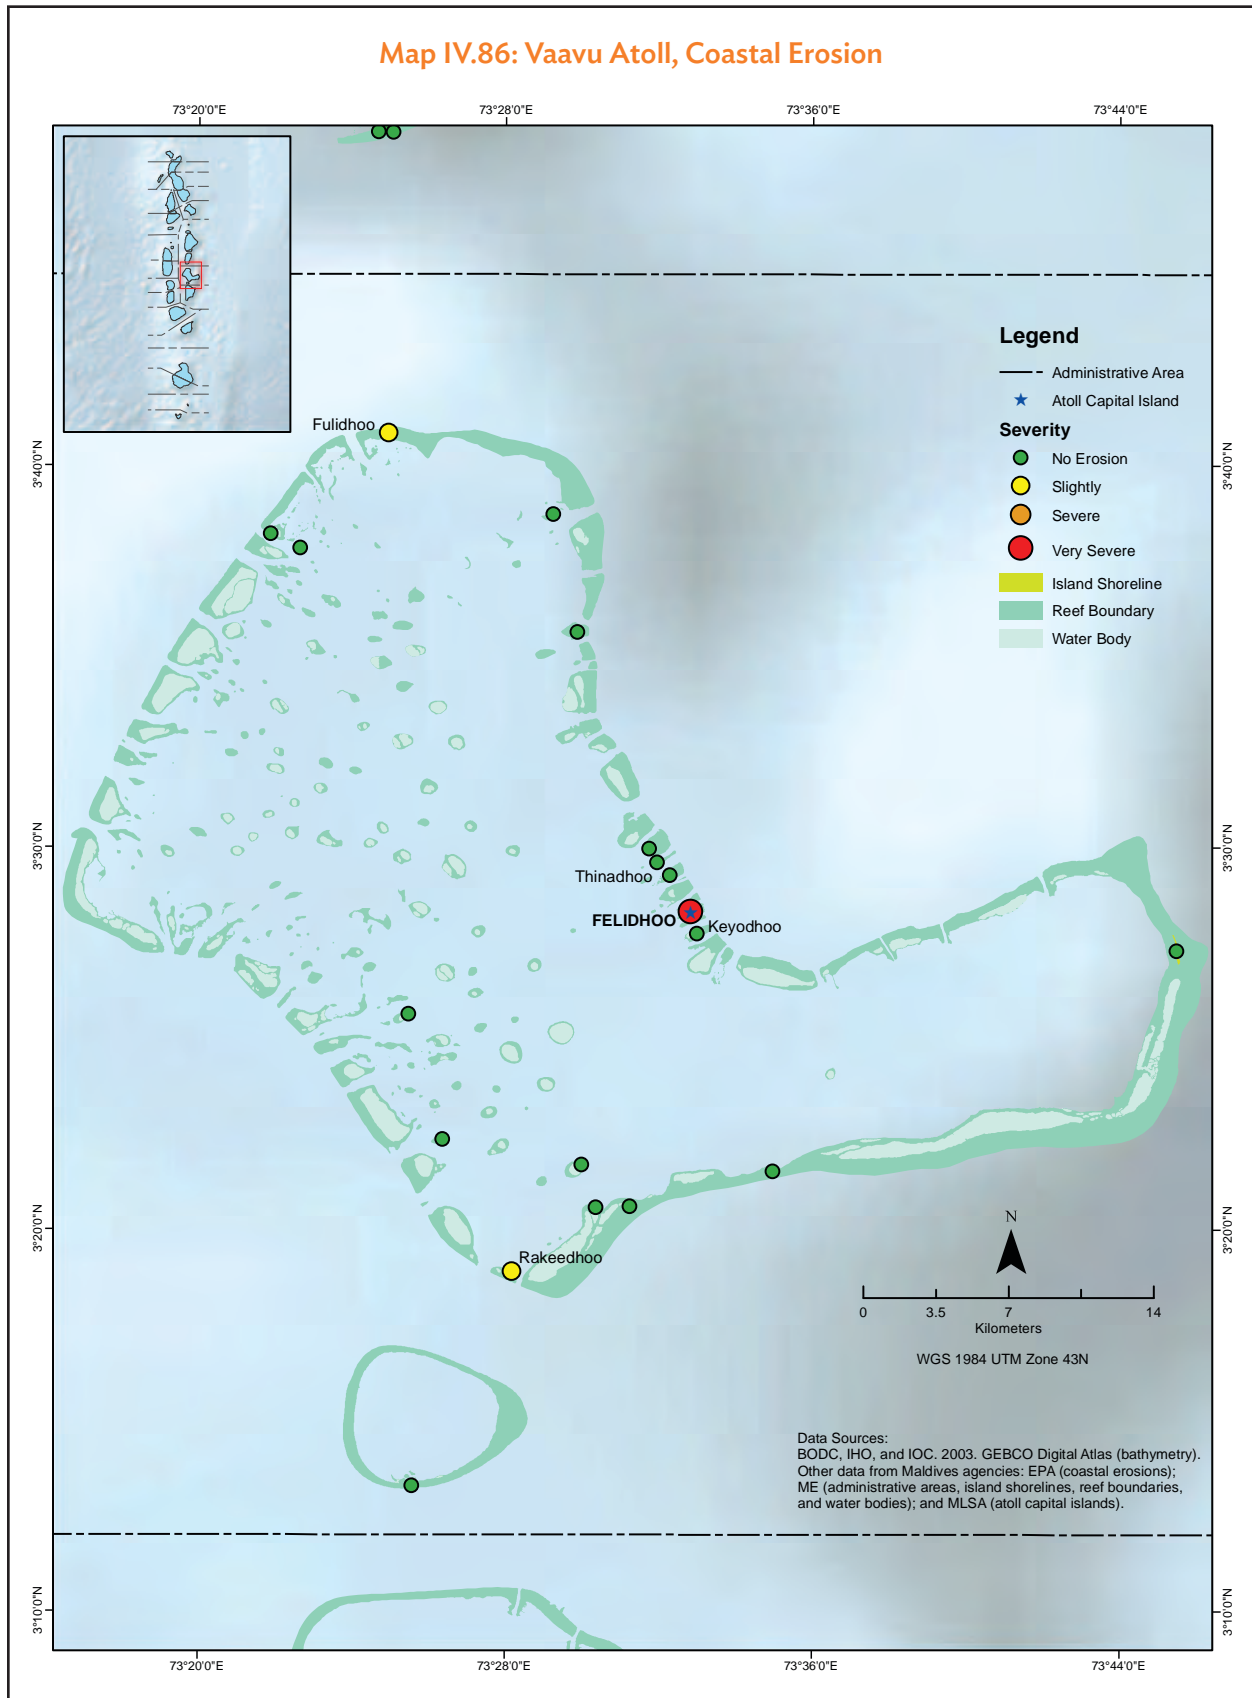 Map IV.86: Vaavu Atoll, Coastal Erosion
73°20'0"E
73°28'0"E
73°36'0"E
73°44'0"E
Legend
Administrative Area
Atoll Capital Island
Severity
No Erosion
Slightly
Severe
Very Severe
Island Shoreline
Reef Boundary
Water Body
Fulidhoo
3°40'0"N
3°40'0"N
3°30'0"N
3°30'0"N
Thinadhoo
FELIDHOO
Keyodhoo
3°20'0"N
3°20'0"N
Rakeedhoo
N
0
3.5
7
14
Kilometers
WGS 1984 UTM Zone 43N
Data Sources:
BODC, IHO, and IOC. 2003. GEBCO Digital Atlas (bathymetry).
Other data from Maldives agencies: EPA (coastal erosions);
ME (administrative areas, island shorelines, reef boundaries,
and water bodies); and MLSA (atoll capital islands).
3°10'0"N
3°10'0"N
73°20'0"E
73°28'0"E
73°36'0"E
73°44'0"E